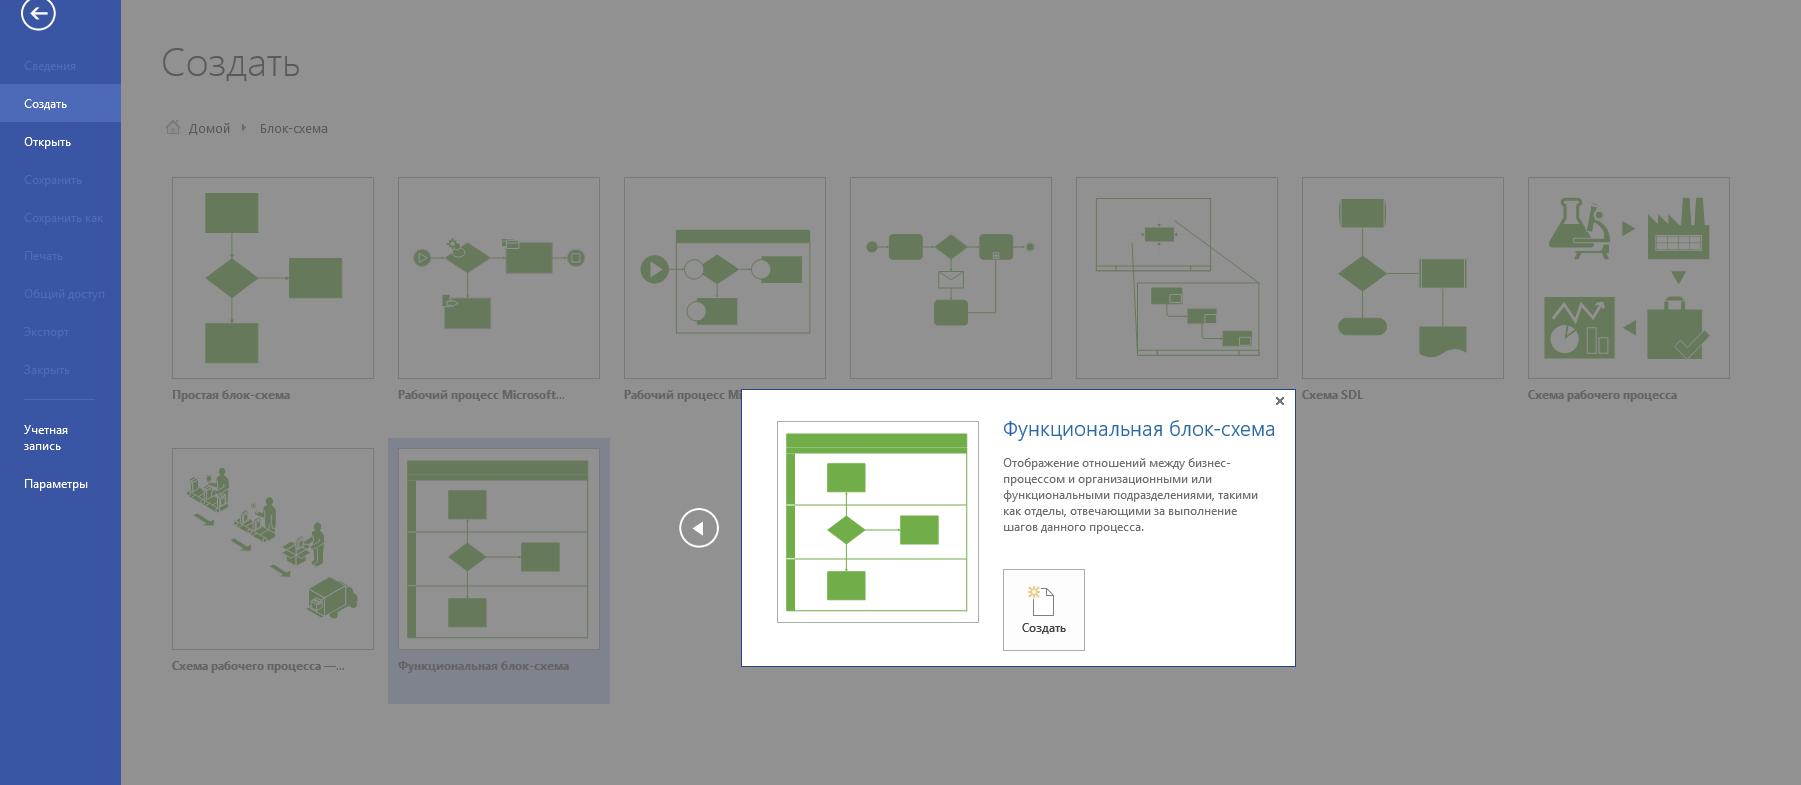 Сведения
Создать
Открыть
Сохранить
Сохранить как
Печать
Общий доступ
Экспорт
Закрыть
Учетная
запись
Параметры
Создать
Домой
Блок-схема
Простая блок-схема
Рабочий процесс Microsoft...
Рабочий процесс Mi
Схема SDL
Схема рабочего процесса
Схема рабочего процесса —...
Функциональная блок-схема
Функциональная блок-схема
Отображение отношений между бизнес-
процессом и организационными или
функциональными подразделениями, такими
как отделы, отвечающими за выполнение
шагов данного процесса.
Создать